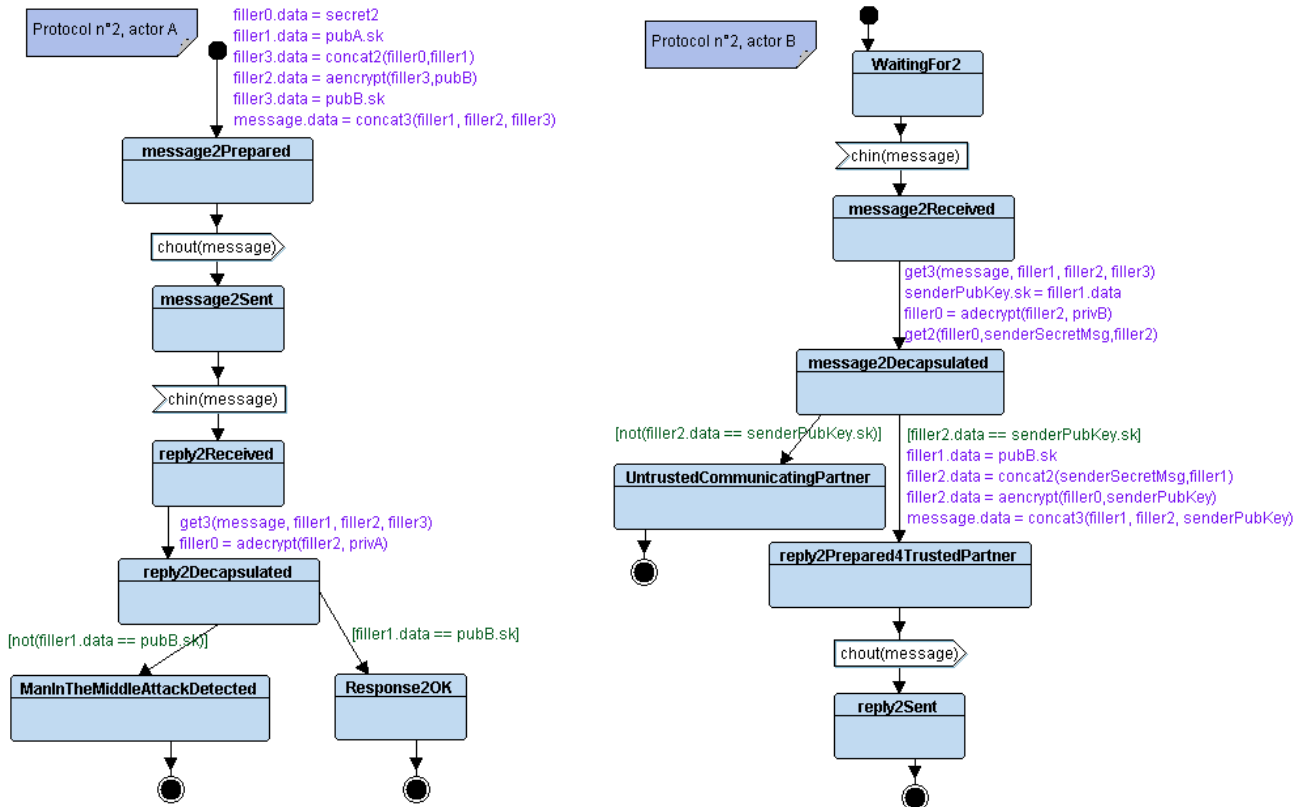 Protocol n°2, actor A
filler0.data = secret2
filler1.data = pubA.sk
filler3.data = concat2(filler0,filler1)
filler2.data = aencrypt(filler3,pubB)
filler3.data = pubB.sk
message.data = concat3(filler1, filler2, filler3)
message2Prepared
chout(message)
message2Sent
chin(message)
reply2Received
get3(message, filler1, filler2, filler3)
filler0 = adecrypt(filler2, privA)
reply2Decapsulated
[not(filler1.data == pubB.sk)]
[filler1.data == pubB.sk]
ManInTheMiddleAttackDetected
Response2OK
Protocol n°2, actor B
WaitingFor2
chin(message)
message2Received
get3(message, filler1, filler2, filler3)
senderPubKey.sk = filler1.data
filler0 = adecrypt(filler2, privB)
get2(filler0,senderSecretMsg,filler2)
message2Decapsulated
[not(filler2.data == senderPubKey.sk)]
[filler2.data == senderPubKey.sk]
filler1.data = pubB.sk
filler2.data = concat2(senderSecretMsg,filler1)
filler2.data = aencrypt(filler0,senderPubKey)
message.data = concat3(filler1, filler2, senderPubKey)
UntrustedCommunicatingPartner
reply2Prepared4TrustedPartner
chout(message)
reply2Sent